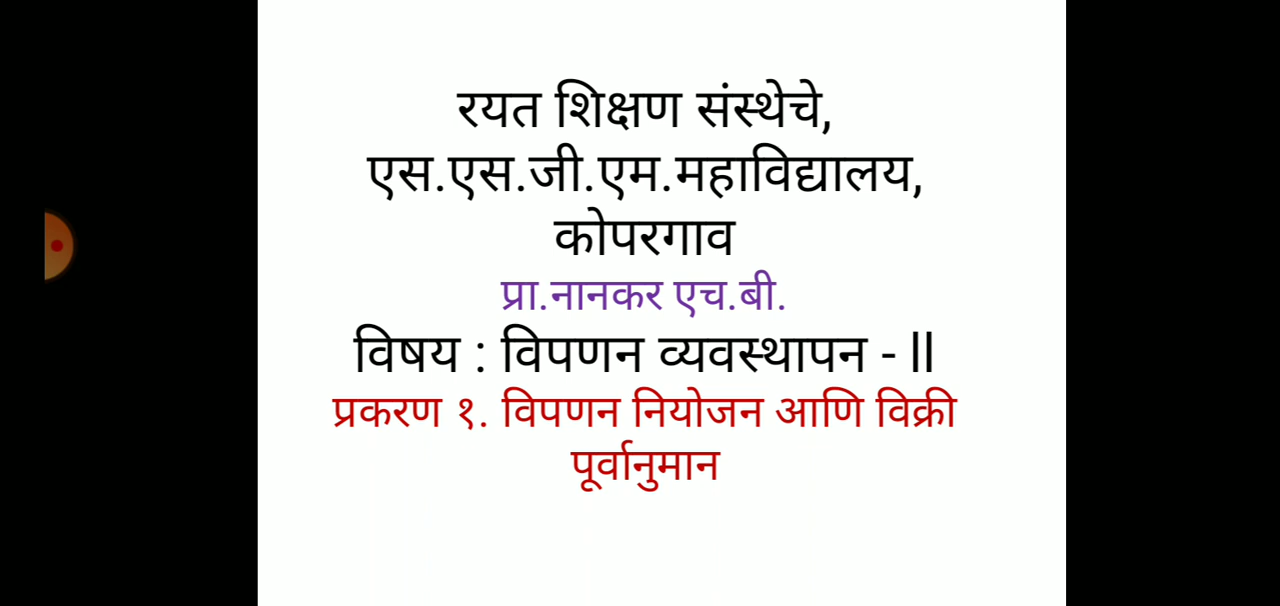 रयत शिक्षण संस्थेचे,
एस.एस.जी.एम.महाविद्यालय,
कोपरगाव
प्रा.नानकर एच.बी.
विषय : विपणन व्यवस्थापन - II
प्रकरण १. विपणन नियोजन आणि विक्री
पूर्वानुमान